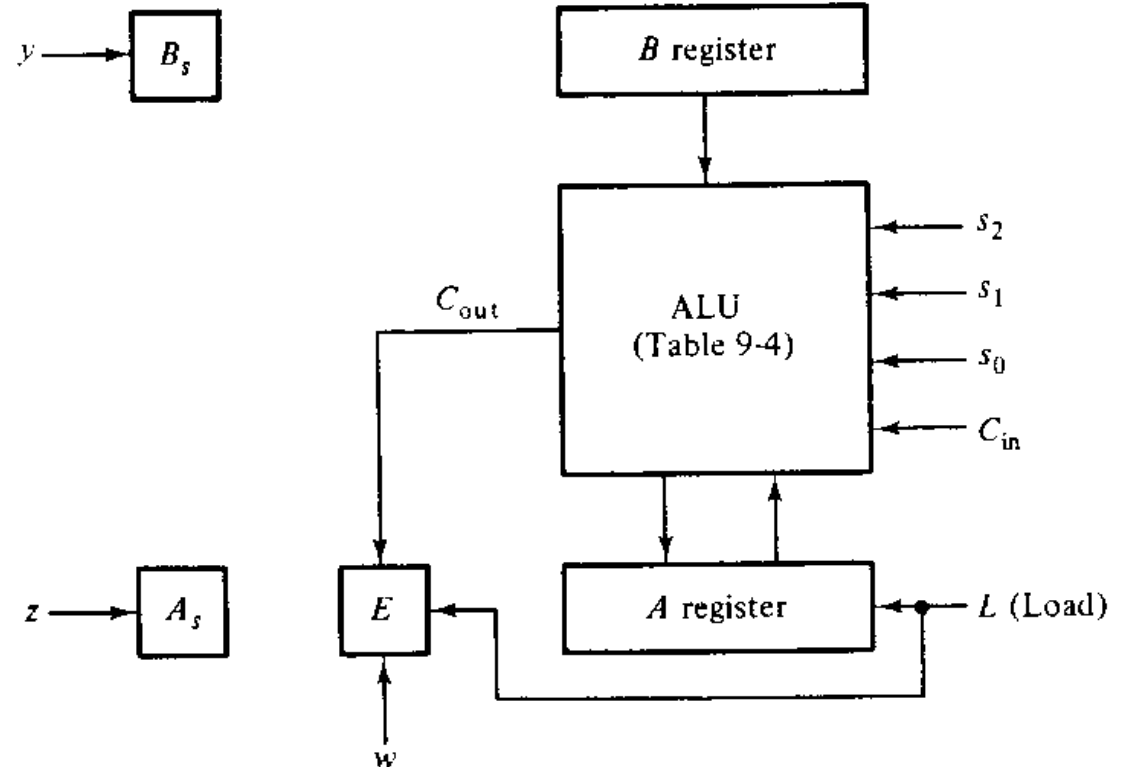 y
B_s
B register
s_2
s_1
ALU
(Table 9-4)
C_out
s_0
C_in
z
A_s
E
A register
L (Load)
w